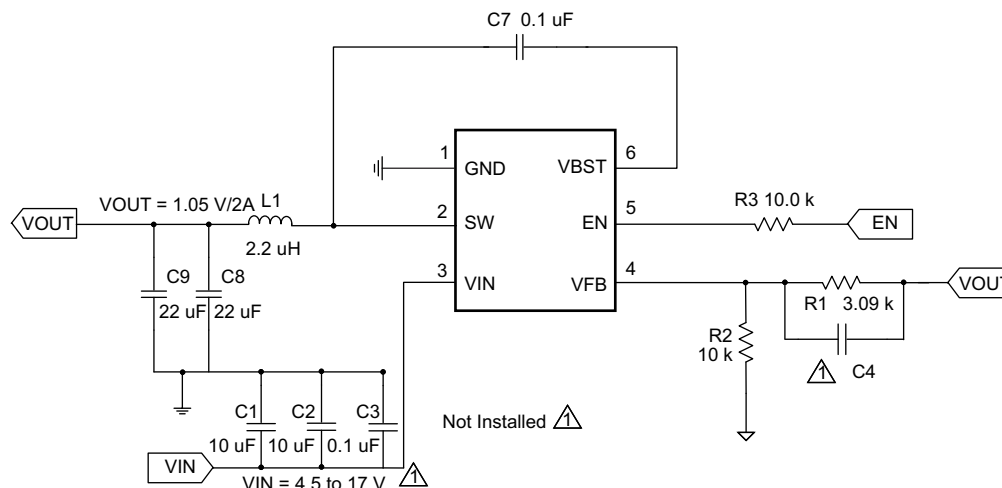 C7 0.1 uF
1 GND VBST 6
VOUT = 1.05 V/2A L1
VOUT
2 SW EN 5
R3 10.0 k
EN
2.2 uH
3 VIN VFB 4
VOUT
C9 C8
22 uF 22 uF
R1 3.09 k
R2
10 k
1 C4
C1 C2 C3
10 uF 10 uF 0.1 uF
Not Installed 1
VIN
VIN = 4.5 to 17 V 1